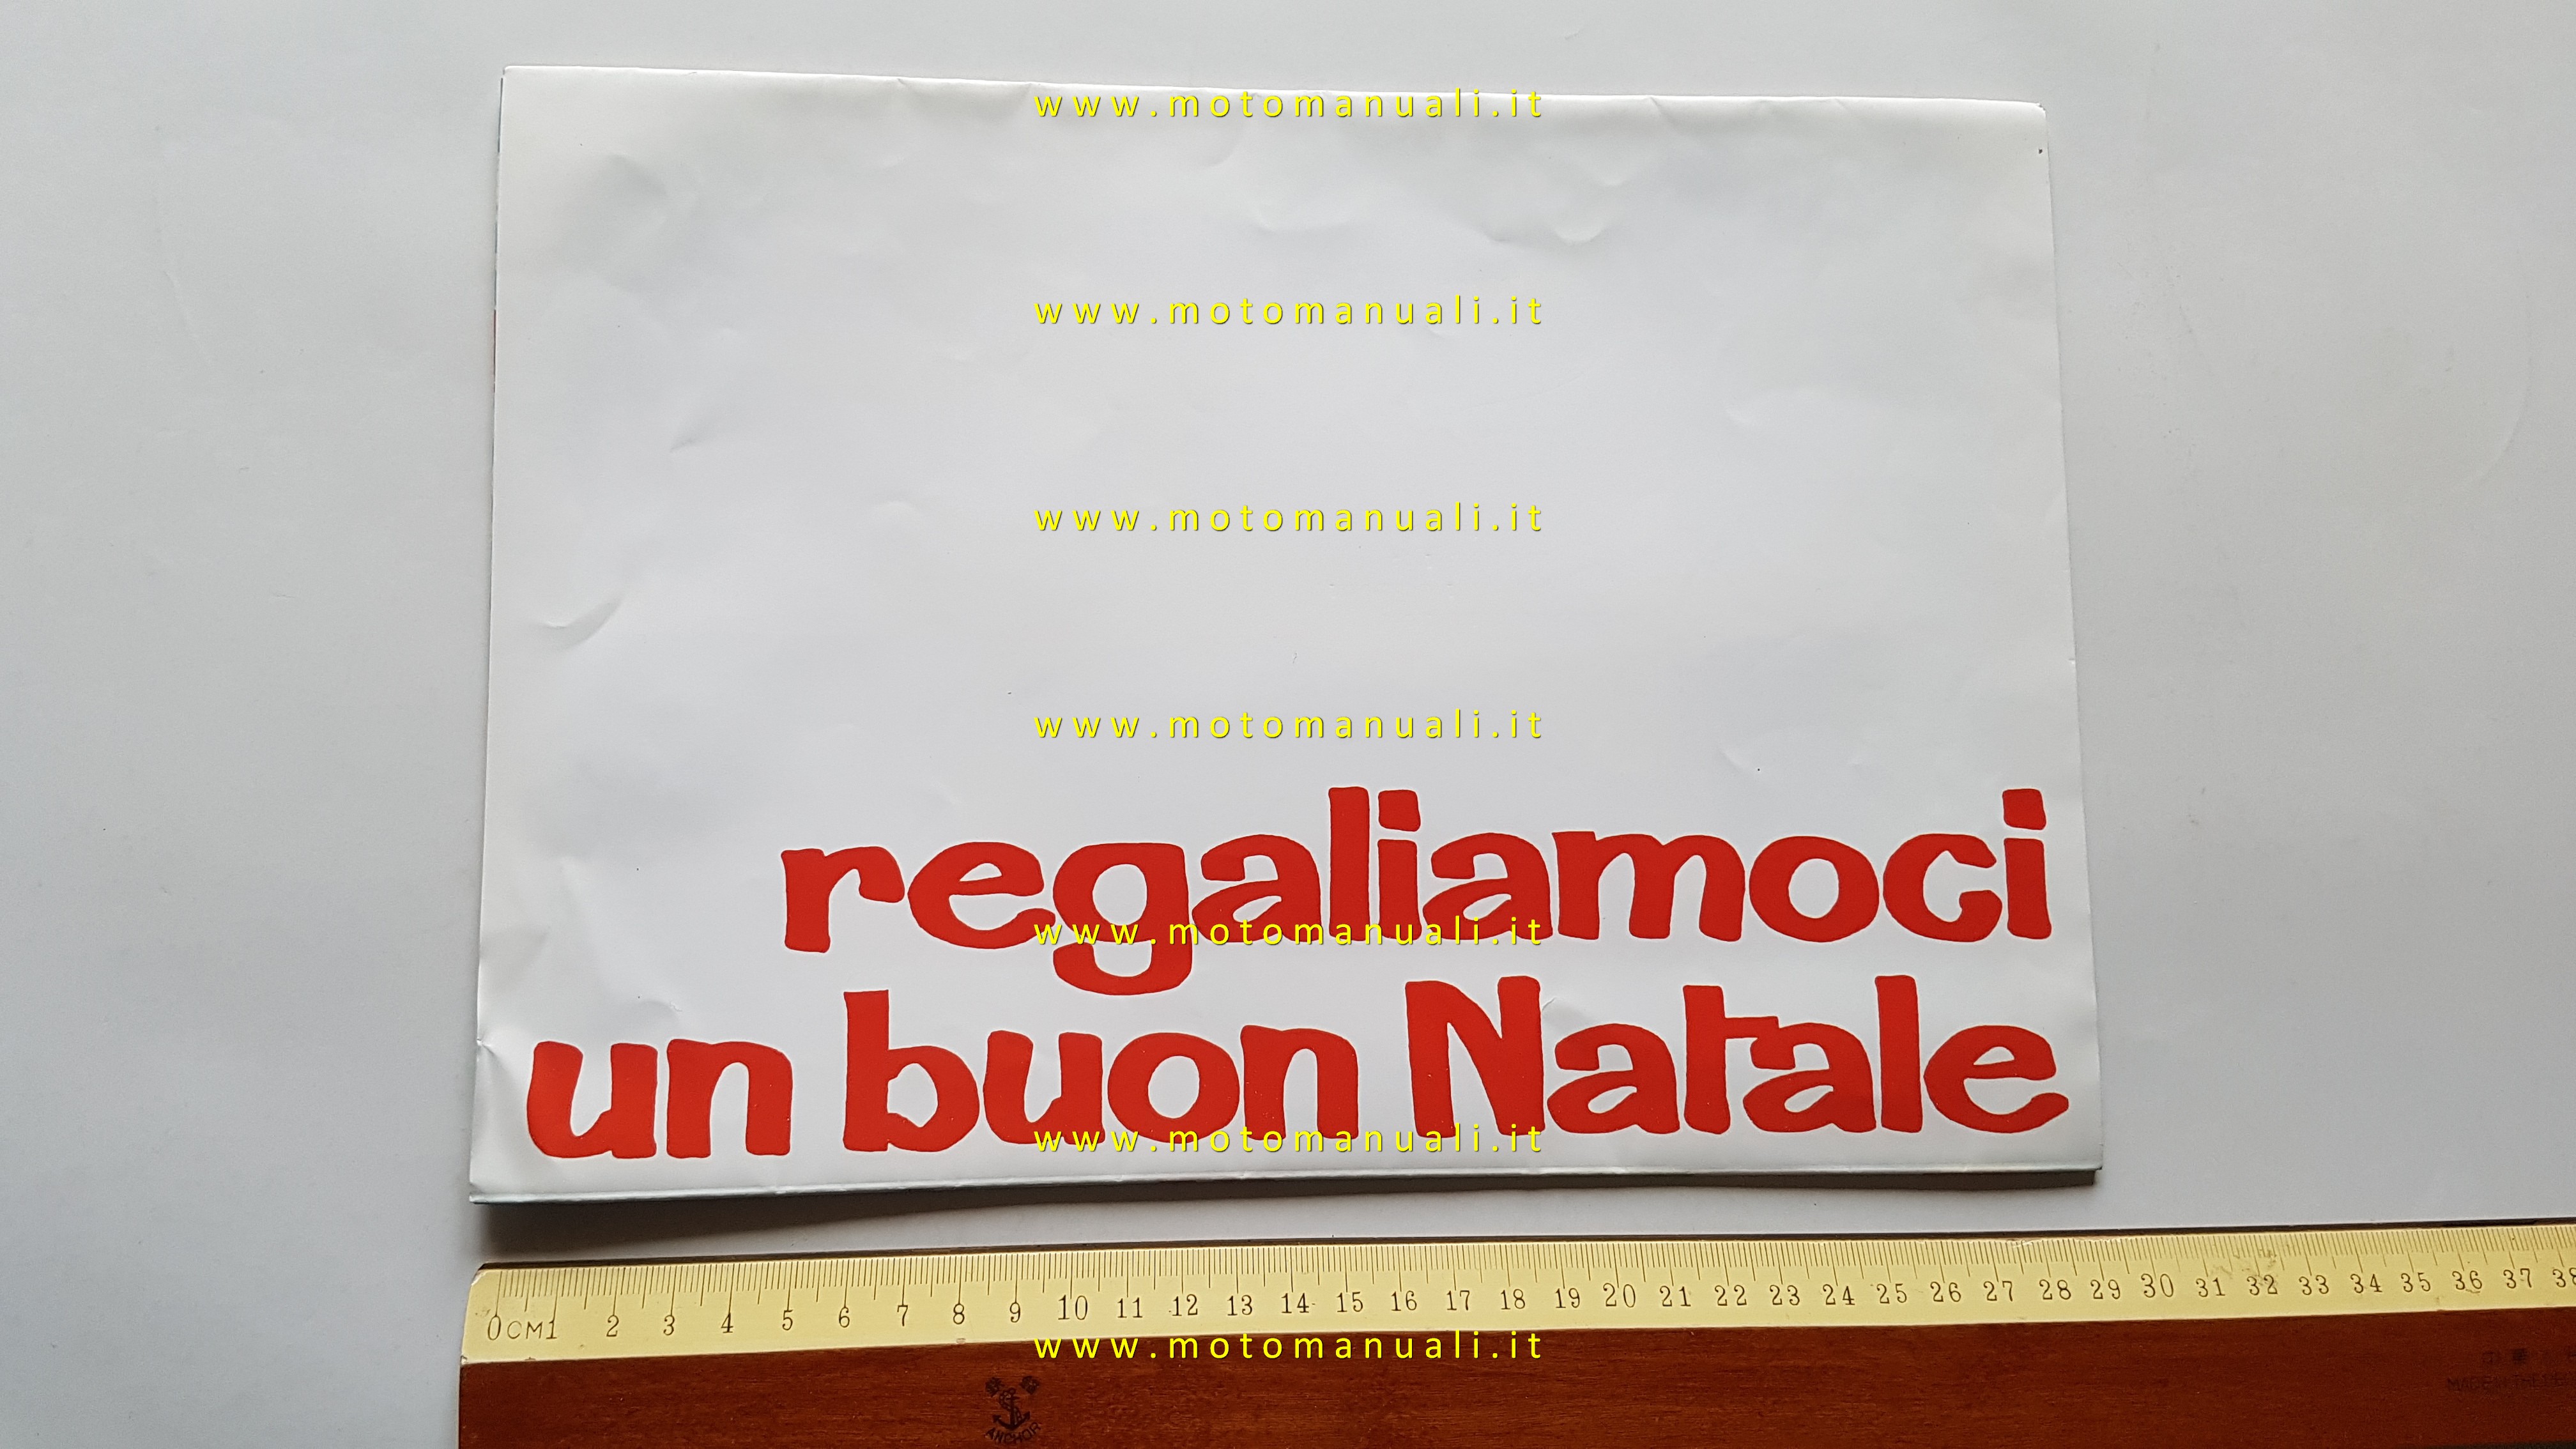 www.motomanuali.it
www.motomanuali.it
www.motomanuali.it
www.motomanuali.it
regaliamoci
www.motomanuali.it
un buon Natale
www.motomanuali.it
0CM1 2 3 4 5 6 7 8 9 10 11 12 13 14 15 16 17 18 19 20 21 22 23 24 25 26 27 28 29 30 31 32 33 34 35 36 37 38
www.motomanuali.it
ANCHOR